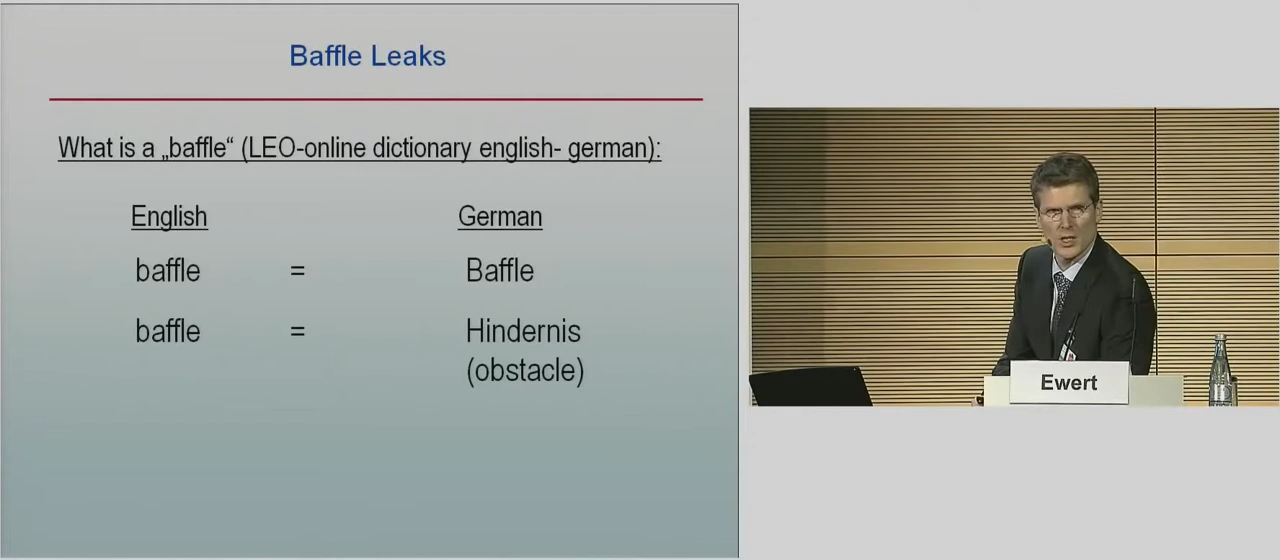 Baffle Leaks
What is a „baffle“ (LEO-online dictionary english- german):
English German
baffle = Baffle
baffle = Hindernis
(obstacle)
Ewert